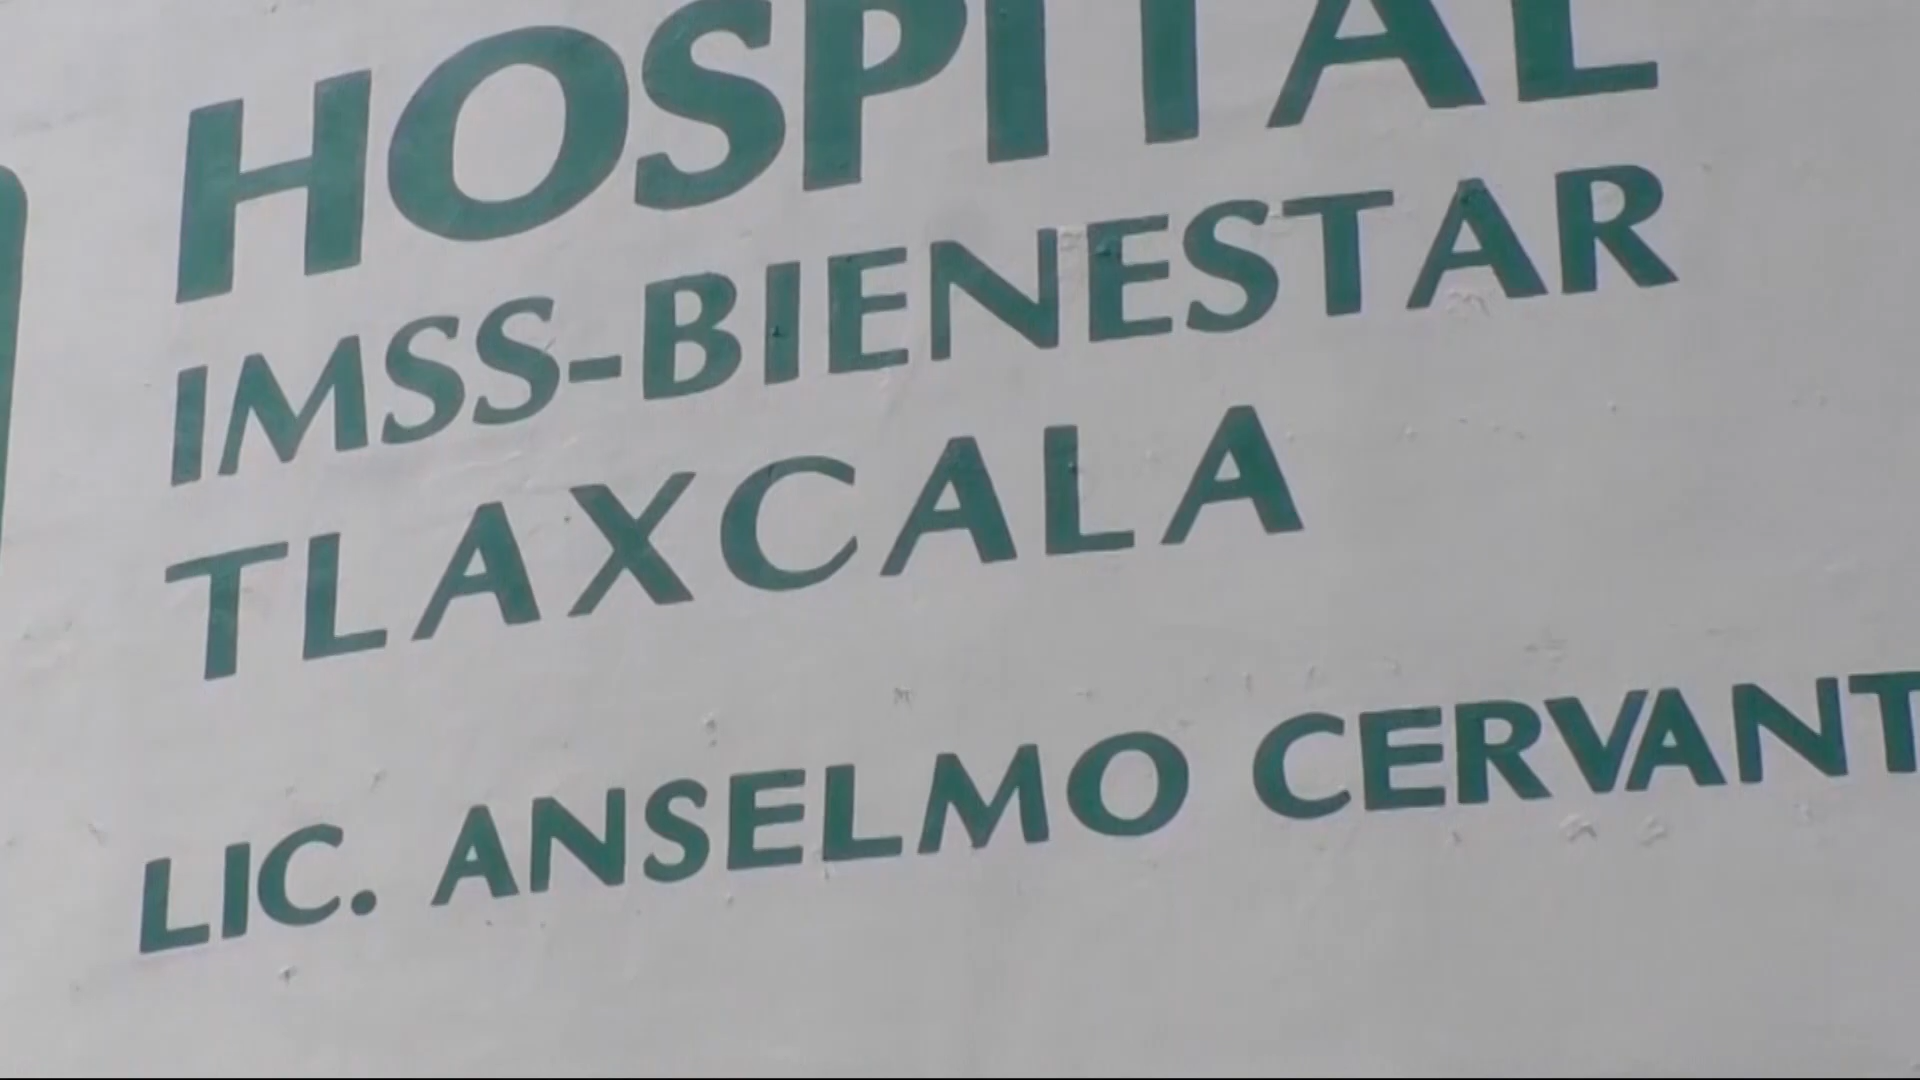 HOSPITAL
IMSS-BIENESTAR
TLAXCALA
LIC. ANSELMO CERVANT